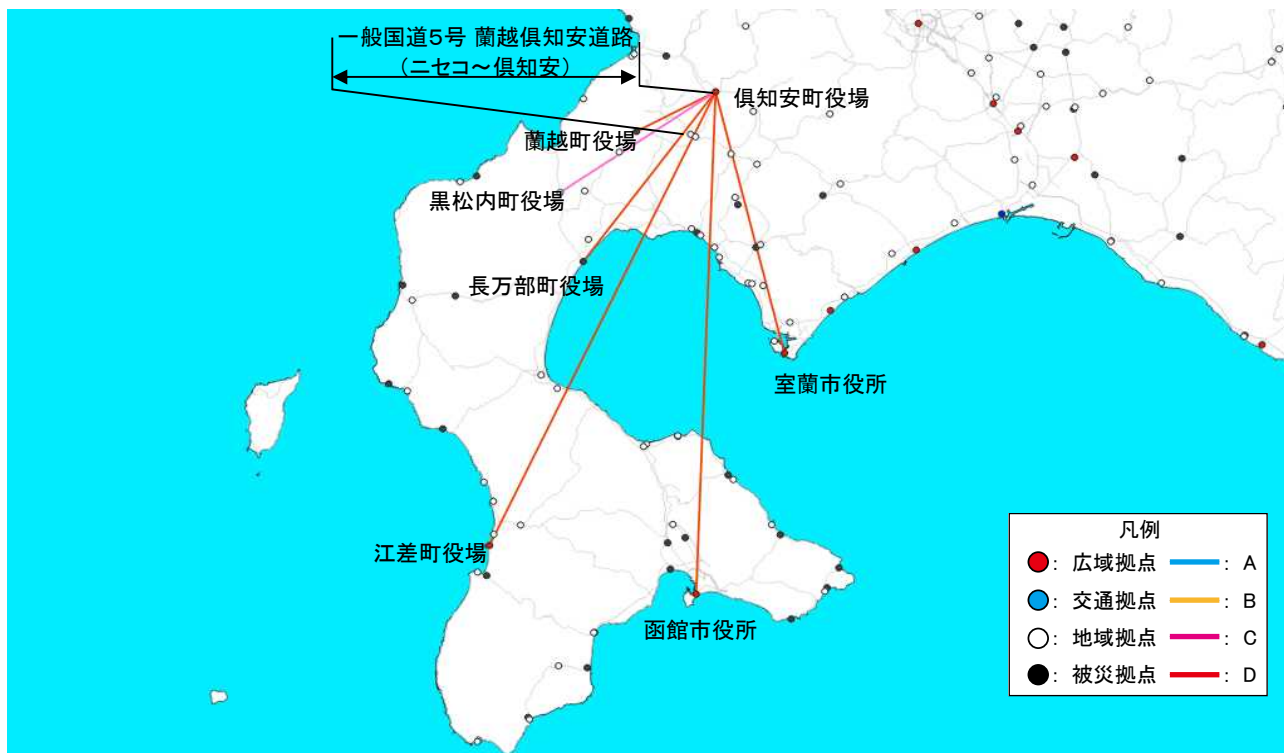 一般国道5号 蘭越倶知安道路
(ニセコ～倶知安)
倶知安町役場
蘭越町役場
黒松内町役場
長万部町役場
室蘭市役所
江差町役場
函館市役所
凡例
: 広域拠点 : A
: 交通拠点 : B
: 地域拠点 : C
: 被災拠点 : D